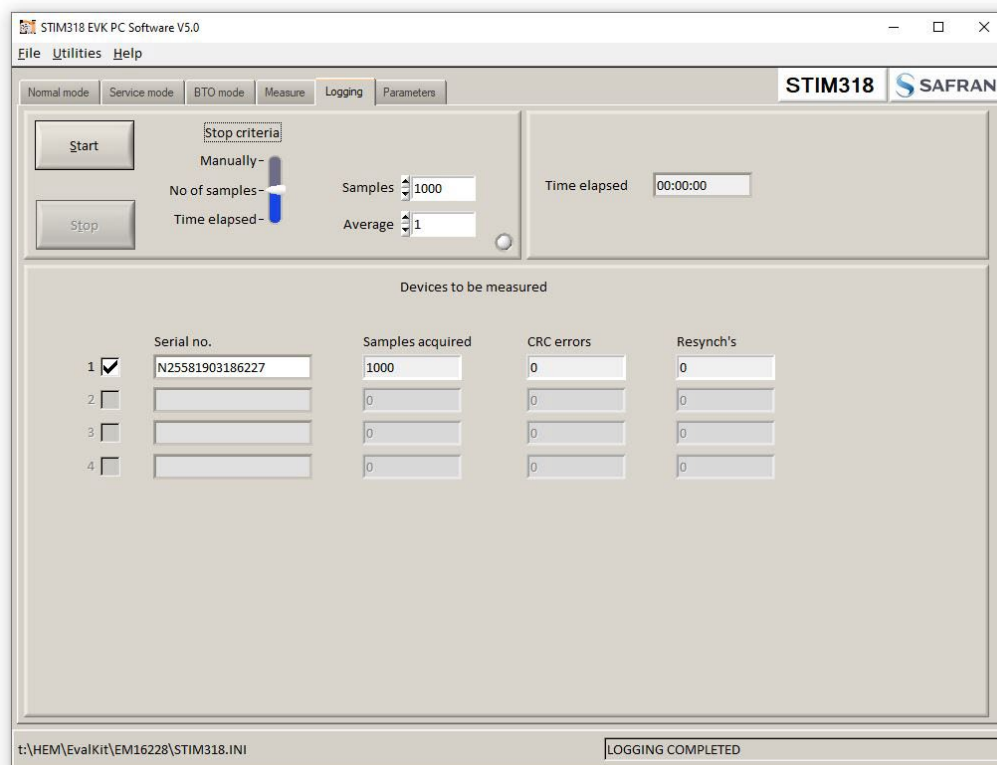 STIM318 EVK PC Software V5.0
File Utilities Help
Normal mode Service mode BTO mode Measure Logging Parameters
STIM318 SAFRAN
Start
Stop
Stop criteria
Manually
No of samples
Time elapsed
Samples 1000
Average 1
Time elapsed 00:00:00
Devices to be measured
Serial no. Samples acquired CRC errors Resynch's
1 N25581903186227 1000 0 0
2 0 0 0
3 0 0 0
4 0 0 0
t:\HEM\EvalKit\EM16228\STIM318.INI LOGGING COMPLETED